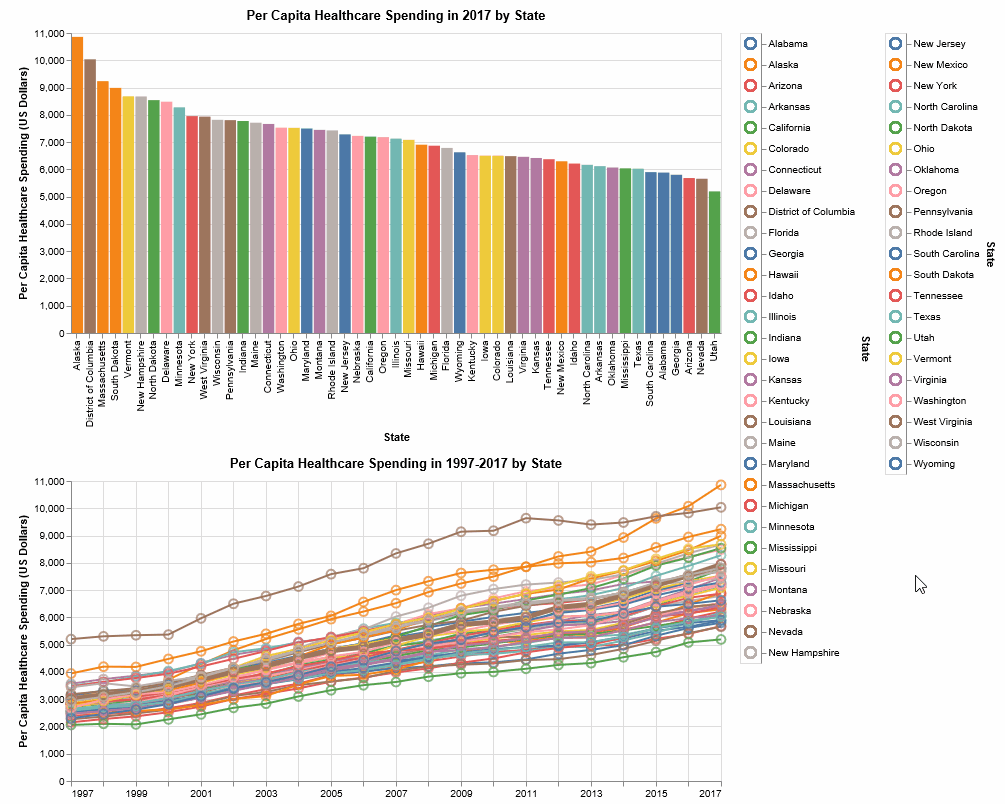 Per Capita Healthcare Spending in 2017 by State
Per Capita Healthcare Spending (US Dollars)
11,000
10,000
9,000
8,000
7,000
6,000
5,000
4,000
3,000
2,000
1,000
0
Alaska
District of Columbia
Massachusetts
South Dakota
Vermont
New Hampshire
North Dakota
Delaware
Minnesota
New York
West Virginia
Wisconsin
Pennsylvania
Indiana
Maine
Connecticut
Washington
Ohio
Maryland
Montana
Rhode Island
New Jersey
Nebraska
California
Oregon
Illinois
Missouri
Hawaii
Michigan
Florida
Wyoming
Kentucky
Iowa
Colorado
Louisiana
Virginia
Kansas
Tennessee
New Mexico
Idaho
North Carolina
Arkansas
Oklahoma
Mississippi
Texas
South Carolina
Alabama
Georgia
Arizona
Nevada
Utah
State
Per Capita Healthcare Spending in 1997-2017 by State
Per Capita Healthcare Spending (US Dollars)
11,000
10,000
9,000
8,000
7,000
6,000
5,000
4,000
3,000
2,000
1,000
0
1997
1999
2001
2003
2005
2007
2009
2011
2013
2015
2017
Alabama
Alaska
Arizona
Arkansas
California
Colorado
Connecticut
Delaware
District of Columbia
Florida
Georgia
Hawaii
Idaho
Illinois
Indiana
Iowa
Kansas
Kentucky
Louisiana
Maine
Maryland
Massachusetts
Michigan
Minnesota
Mississippi
Missouri
Montana
Nebraska
Nevada
New Hampshire
State
New Jersey
New Mexico
New York
North Carolina
North Dakota
Ohio
Oklahoma
Oregon
Pennsylvania
Rhode Island
South Carolina
South Dakota
Tennessee
Texas
Utah
Vermont
Virginia
Washington
West Virginia
Wisconsin
Wyoming
State